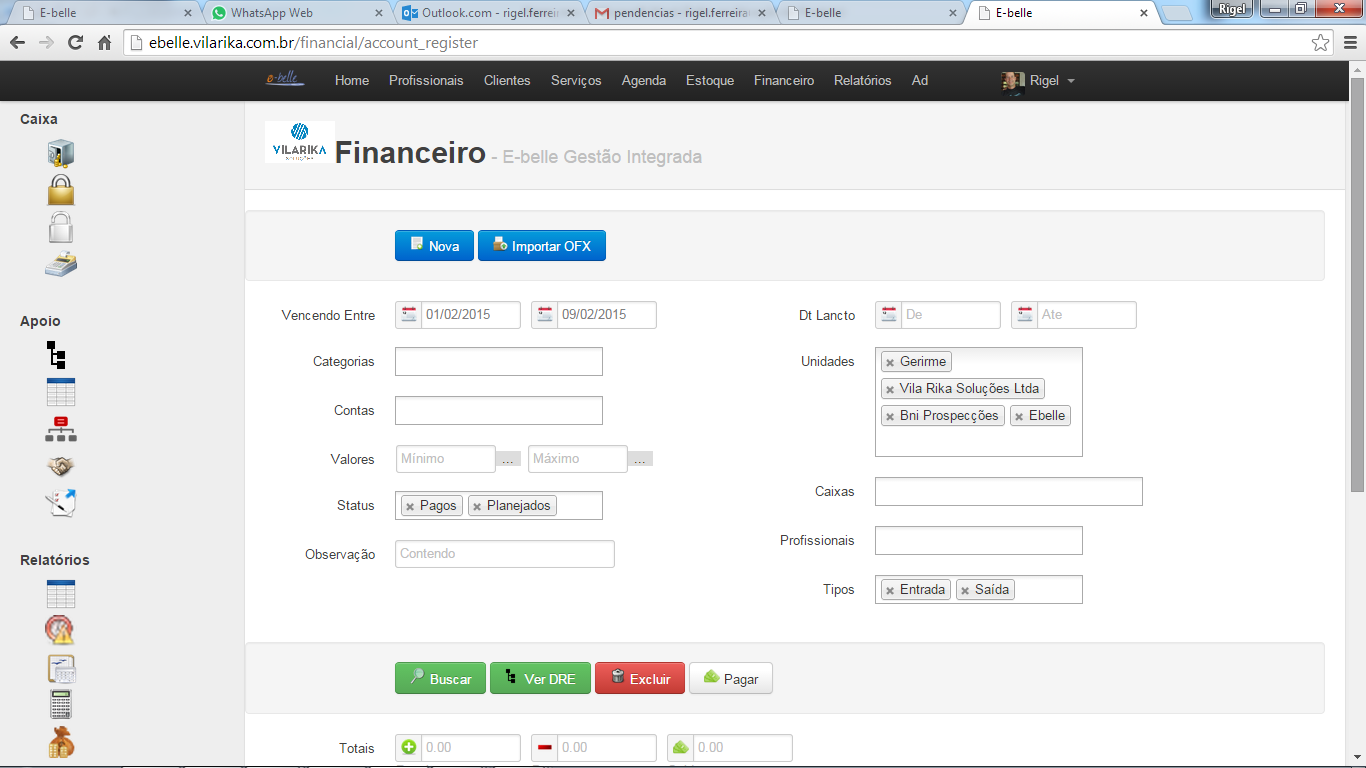 E-belle WhatsApp Web Outlook.com - rigel.ferreir pendencias - rigel.ferreira E-belle E-belle Rigel
ebelle.vilarika.com.br/financial/account_register
e-belle Home Profissionais Clientes Serviços Agenda Estoque Financeiro Relatórios Ad Rigel
Caixa
VILARIKA
SOLUÇÕES
Financeiro - E-belle Gestão Integrada
Nova Importar OFX
Vencendo Entre 01/02/2015 09/02/2015 Dt Lancto De Ate
Apoio
Categorias Unidades Gerirme
Vila Rika Soluções Ltda
Contas Bni Prospecções Ebelle
Valores Mínimo ... Máximo ...
Caixas
Status Pagos Planejados
Profissionais
Observação Contendo
Relatórios
Tipos Entrada Saída
Buscar Ver DRE Excluir Pagar
Totais 0.00 0.00 0.00